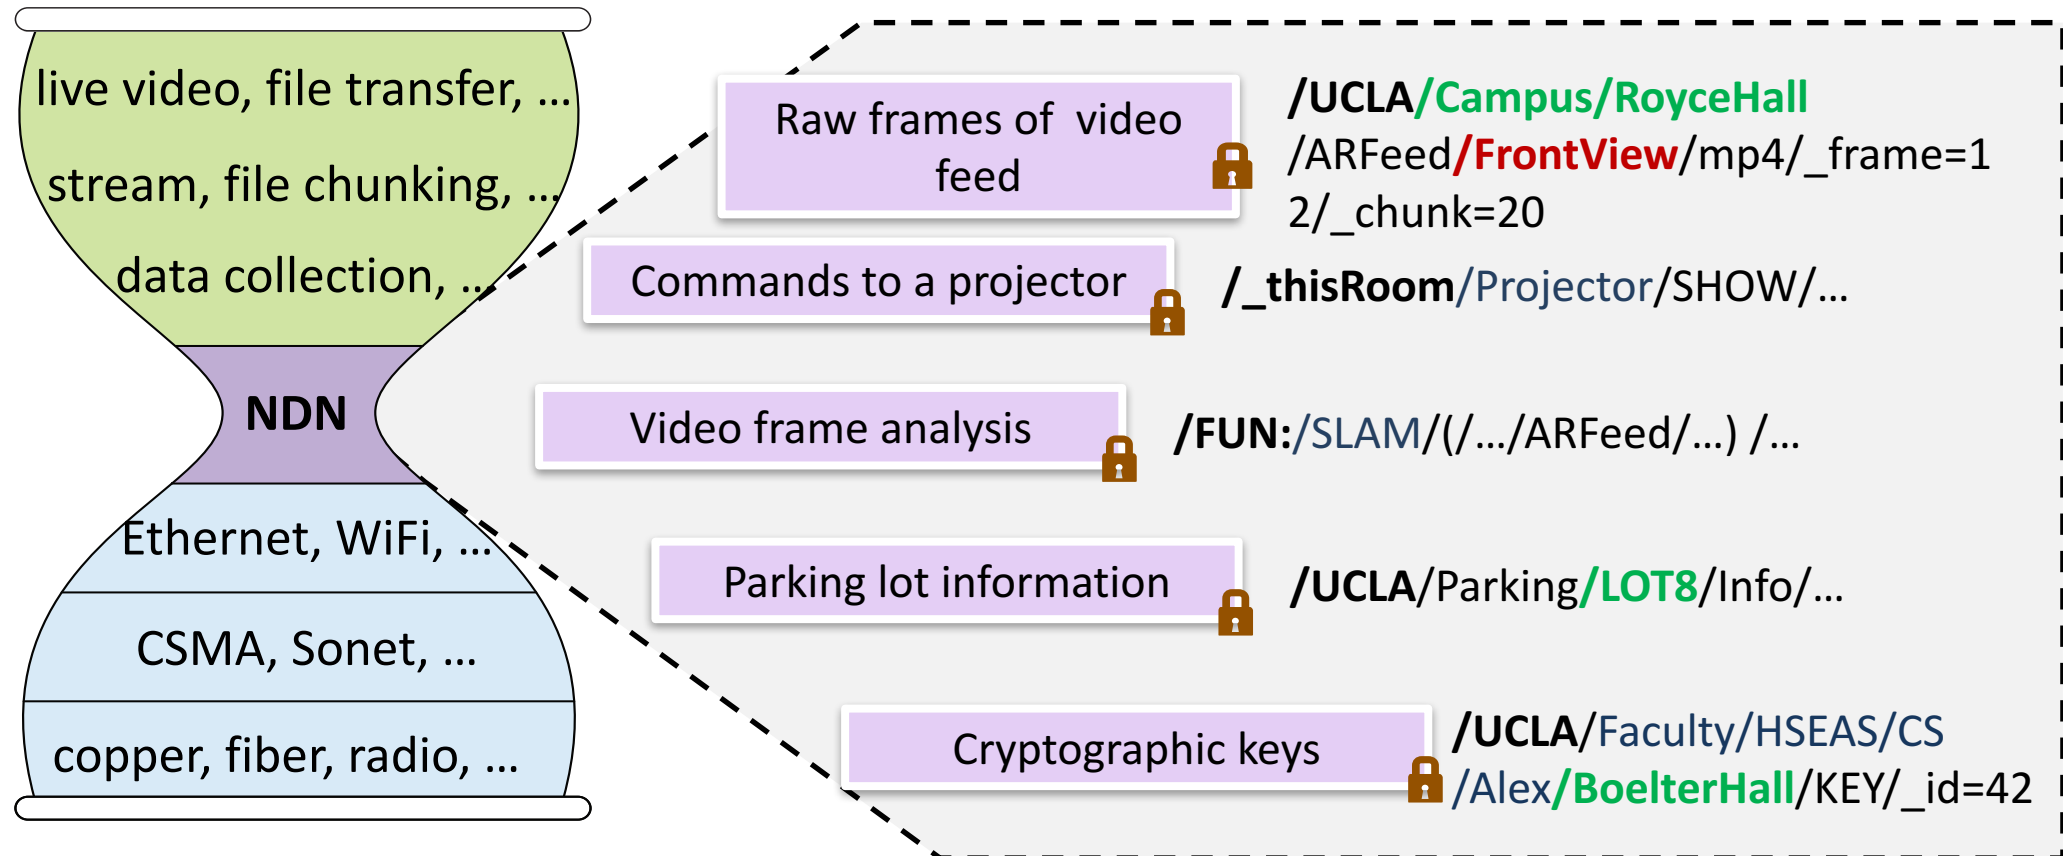 live video, file transfer, …
stream, file chunking, …
data collection, …
NDN
Ethernet, WiFi, …
CSMA, Sonet, …
copper, fiber, radio, …
Raw frames of video
feed
/UCLA/Campus/RoyceHall
/ARFeed/FrontView/mp4/_frame=1
2/_chunk=20
Commands to a projector
/_thisRoom/Projector/SHOW/…
Video frame analysis
/FUN:/SLAM/(/…/ARFeed/…) /…
Parking lot information
/UCLA/Parking/LOT8/Info/…
Cryptographic keys
/UCLA/Faculty/HSEAS/CS
/Alex/BoelterHall/KEY/_id=42